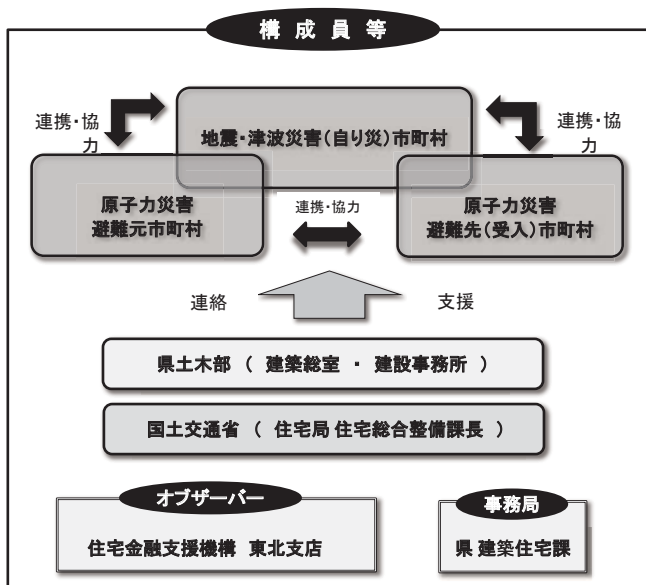 構 成 員 等
連携・協
力
地震・津波災害(自り災)市町村
連携・協
力
原子力災害
避難元市町村
連携・協力
原子力災害
避難先(受入)市町村
連絡
支援
県土木部 ( 建築総室 ・ 建設事務所 )
国土交通省 ( 住宅局 住宅総合整備課長 )
オブザーバー
住宅金融支援機構 東北支店
事務局
県 建築住宅課